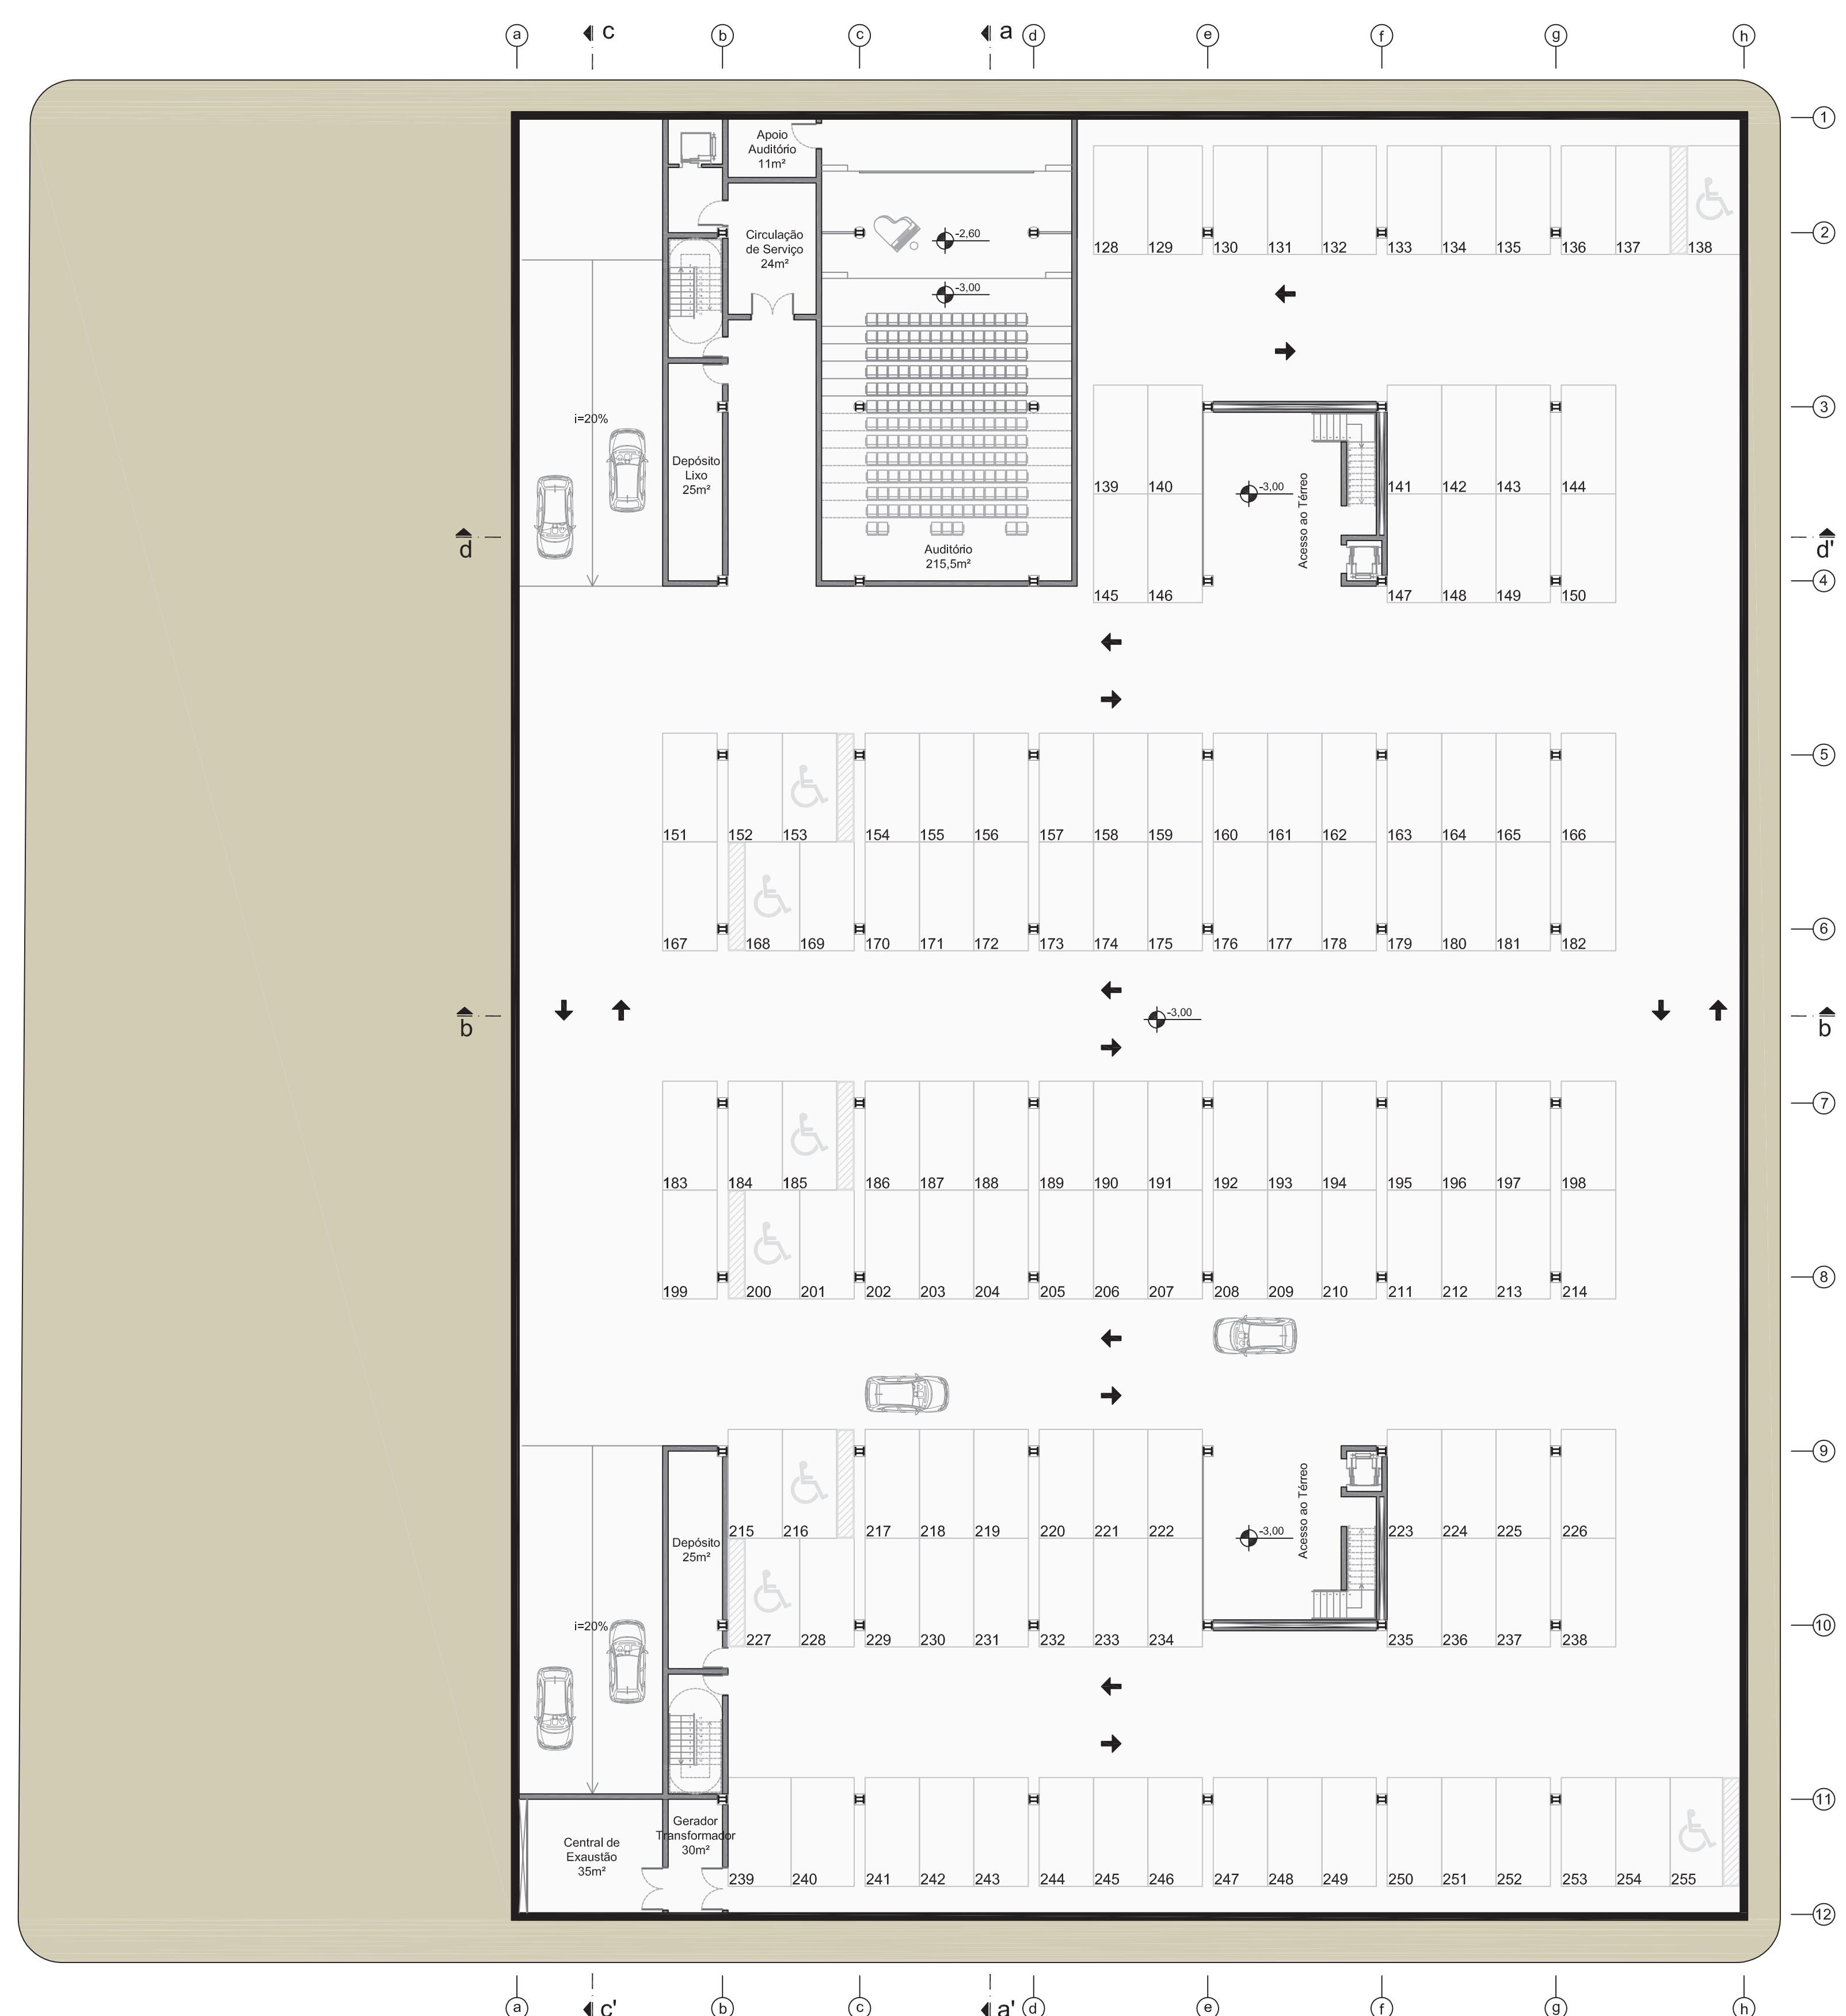 a c b c a d e f g h
1
Apoio
Auditório
11m²
Circulação
de Serviço
24m²
-2,60
-3,00
128 129 130 131 132 133 134 135 136 137 138
2
i=20%
3
Depósito
Lixo
25m²
139 140
-3,00
Acesso ao Térreo
141 142 143 144
d
Auditório
215,5m²
d'
4
145 146 147 148 149 150
5
151 152 153 154 155 156 157 158 159 160 161 162 163 164 165 166
6
167 168 169 170 171 172 173 174 175 176 177 178 179 180 181 182
b
-3,00
b'
7
183 184 185 186 187 188 189 190 191 192 193 194 195 196 197 198
8
199 200 201 202 203 204 205 206 207 208 209 210 211 212 213 214
9
215 216 217 218 219 220 221 222
-3,00
Acesso ao Térreo
223 224 225 226
Depósito
25m²
i=20%
10
227 228 229 230 231 232 233 234 235 236 237 238
11
Central de
Exaustão
35m²
Gerador
Transformador
30m²
239 240 241 242 243 244 245 246 247 248 249 250 251 252 253 254 255
12
a c' b c a' d e f g h